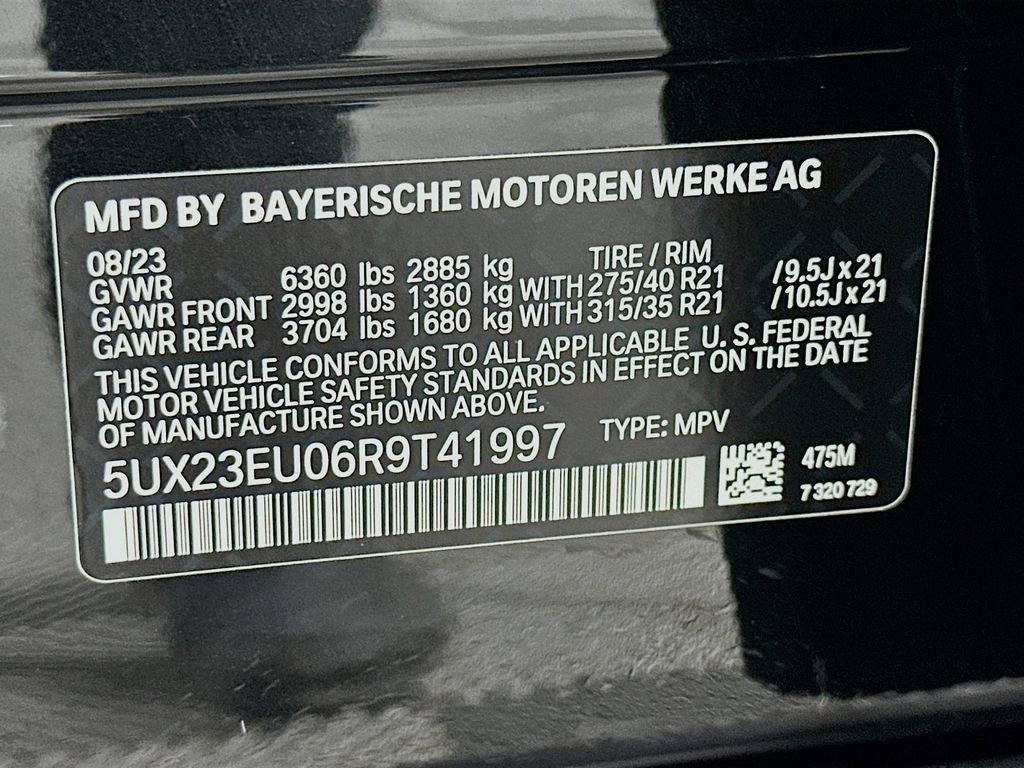 MFD BY BAYERISCHE MOTOREN WERKE AG
08/23 TIRE / RIM
GVWR 6360 lbs 2885 kg
GAWR FRONT 2998 lbs 1360 kg WITH 275/40 R21 /9.5J x 21
GAWR REAR 3704 lbs 1680 kg WITH 315/35 R21 /10.5J x 21
THIS VEHICLE CONFORMS TO ALL APPLICABLE U. S. FEDERAL
MOTOR VEHICLE SAFETY STANDARDS IN EFFECT ON THE DATE
OF MANUFACTURE SHOWN ABOVE.
5UX23EU06R9T41997 TYPE: MPV
475M
7 320 729